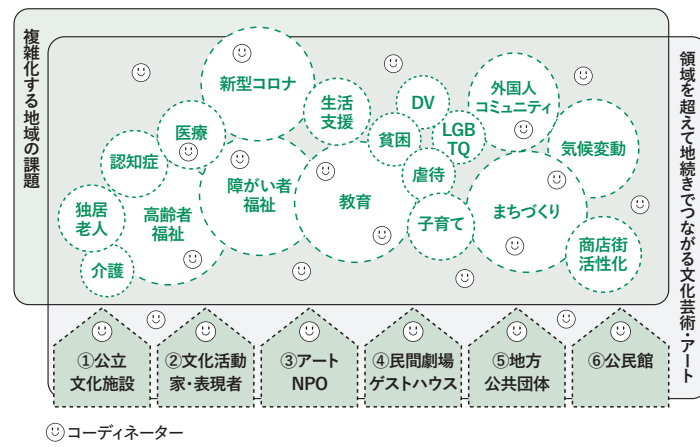 複雑化する地域の課題
領域を超えて地続きでつながる文化芸術・アート
新型コロナ
生活
支援
DV
外国人
コミュニティ
医療
貧困
LGB
TQ
気候変動
認知症
虐待
障がい者
福祉
教育
まちづくり
独居
老人
高齢者
福祉
子育て
商店街
活性化
介護
①公立
文化施設
②文化活動
家・表現者
③アート
NPO
④民間劇場
ゲストハウス
⑤地方
公共団体
⑥公民館
コーディネーター